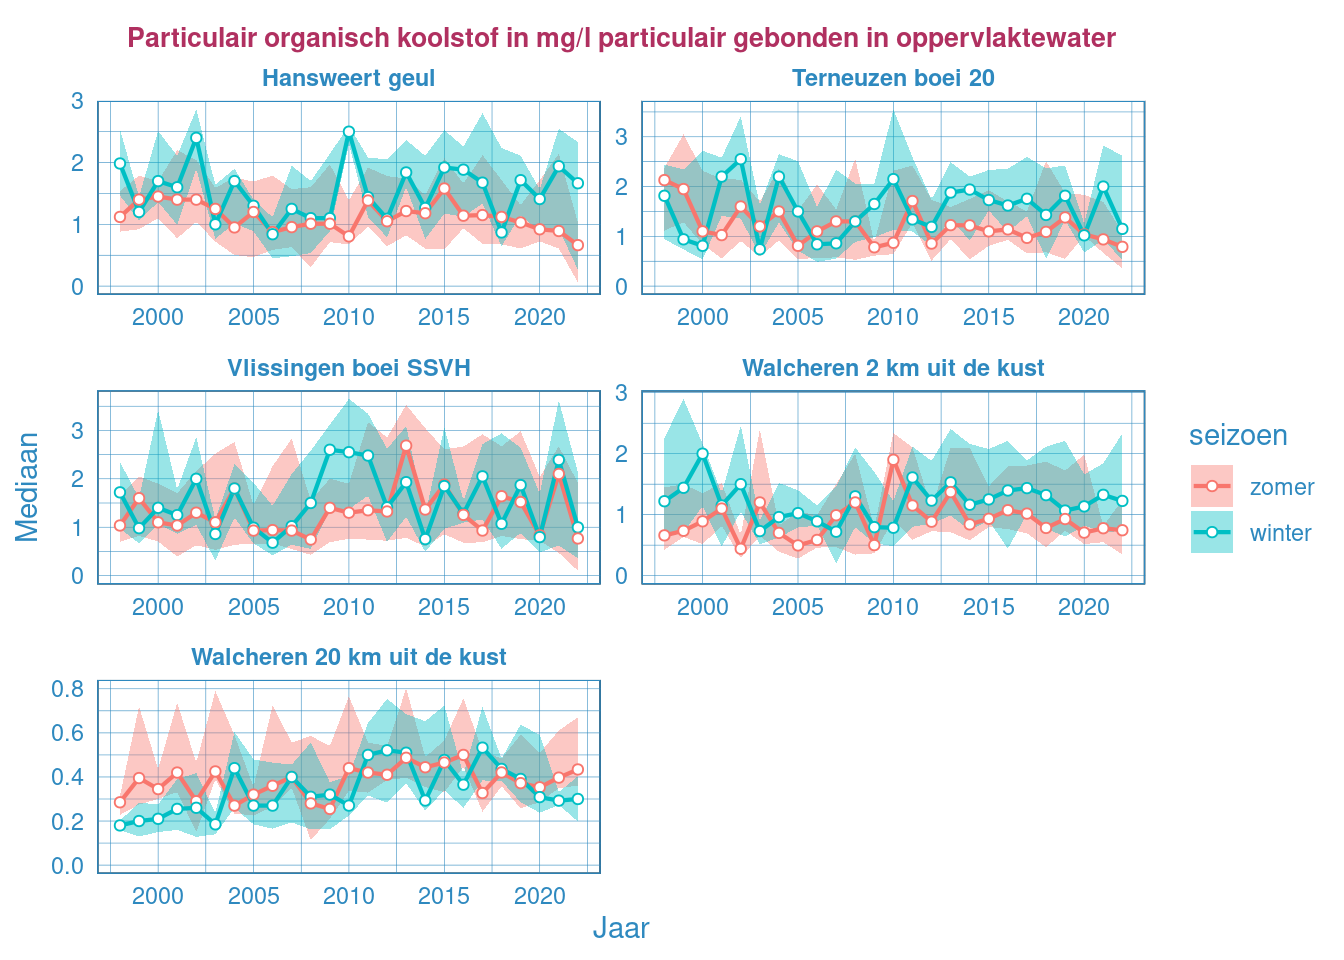 Particulair organisch koolstof in mg/l particulair gebonden in oppervlaktewater
Hansweert geul
Terneuzen boei 20
3
2
1
0
3
2
1
0
2000 2005 2010 2015 2020
2000 2005 2010 2015 2020
Vlissingen boei SSVH
Walcheren 2 km uit de kust
3
2
1
0
3
2
1
0
2000 2005 2010 2015 2020
2000 2005 2010 2015 2020
Walcheren 20 km uit de kust
0.8
0.6
0.4
0.2
0.0
2000 2005 2010 2015 2020
Mediaan
Jaar
seizoen
zomer
winter